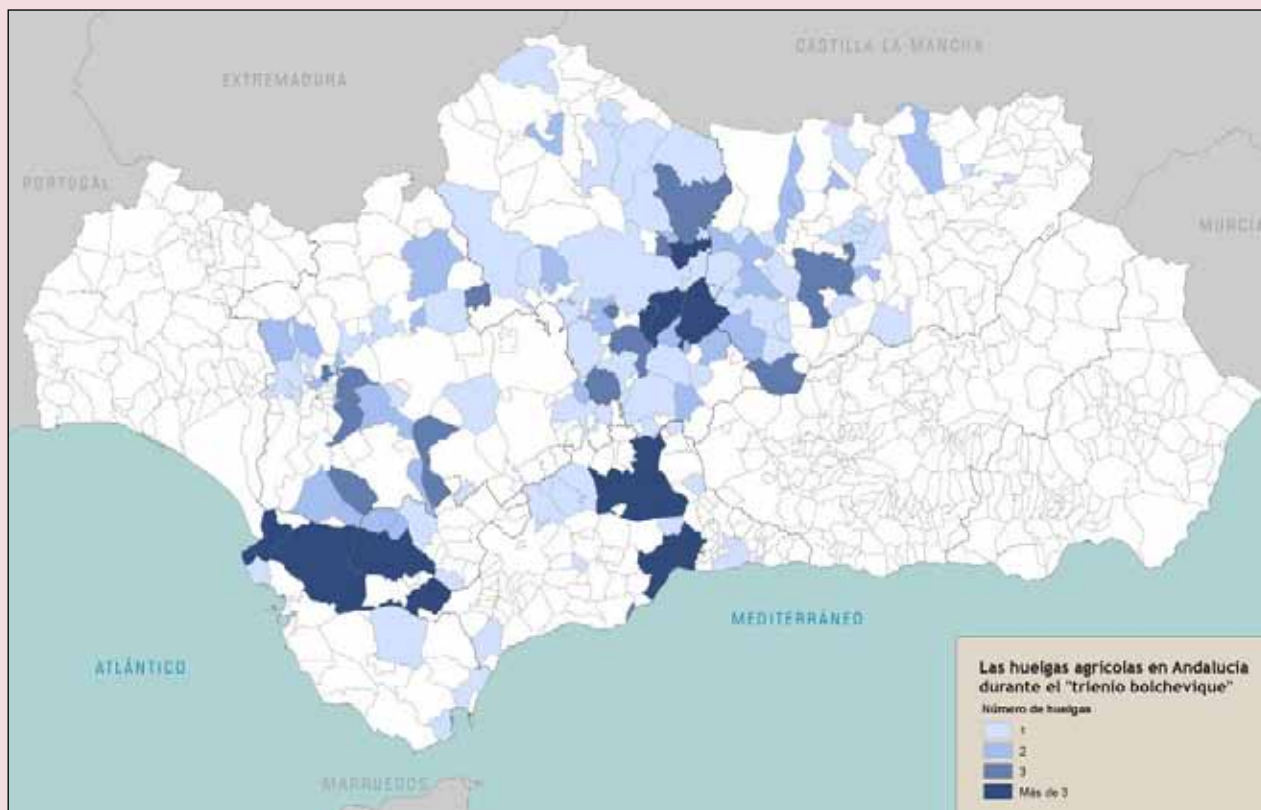 CASTILLA LA MANCHA
EXTREMADURA
PORTUGAL
MURCIA
MEDITERRÁNEO
ATLÁNTICO
MARRUECOS
Las huelgas agrícolas en Andalucía
durante el "trienio bolchevique"
Número de huelgas
1
2
3
Más de 3